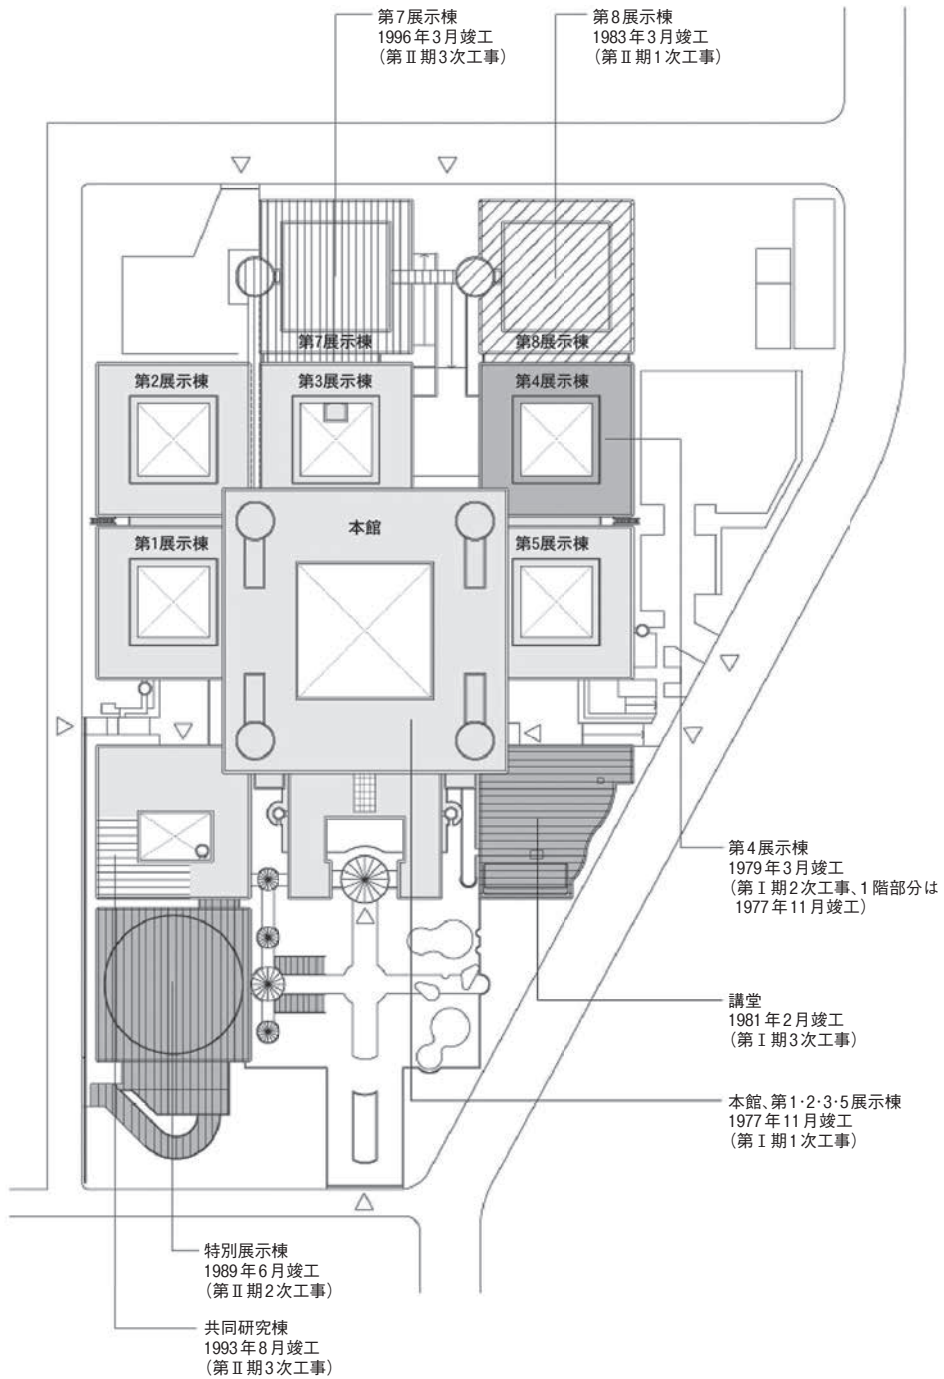 第7展示棟
1996年3月竣工
(第Ⅱ期3次工事)
第8展示棟
1983年3月竣工
(第Ⅱ期1次工事)
第7展示棟
第8展示棟
第2展示棟
第3展示棟
第4展示棟
本館
第1展示棟
第5展示棟
第4展示棟
1979年3月竣工
(第Ⅰ期2次工事、1階部分は
1977年11月竣工)
講堂
1981年2月竣工
(第Ⅰ期3次工事)
本館、第1・2・3・5展示棟
1977年11月竣工
(第Ⅰ期1次工事)
特別展示棟
1989年6月竣工
(第Ⅱ期2次工事)
共同研究棟
1993年8月竣工
(第Ⅱ期3次工事)